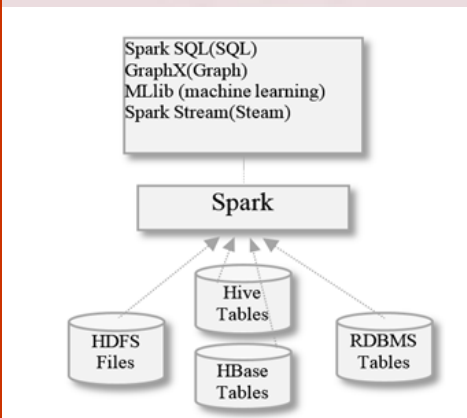 Spark SQL(SQL)
GraphX(Graph)
MLlib (machine learning)
Spark Stream(Steam)
Spark
Hive
Tables
HDFS
Files
RDBMS
Tables
HBase
Tables